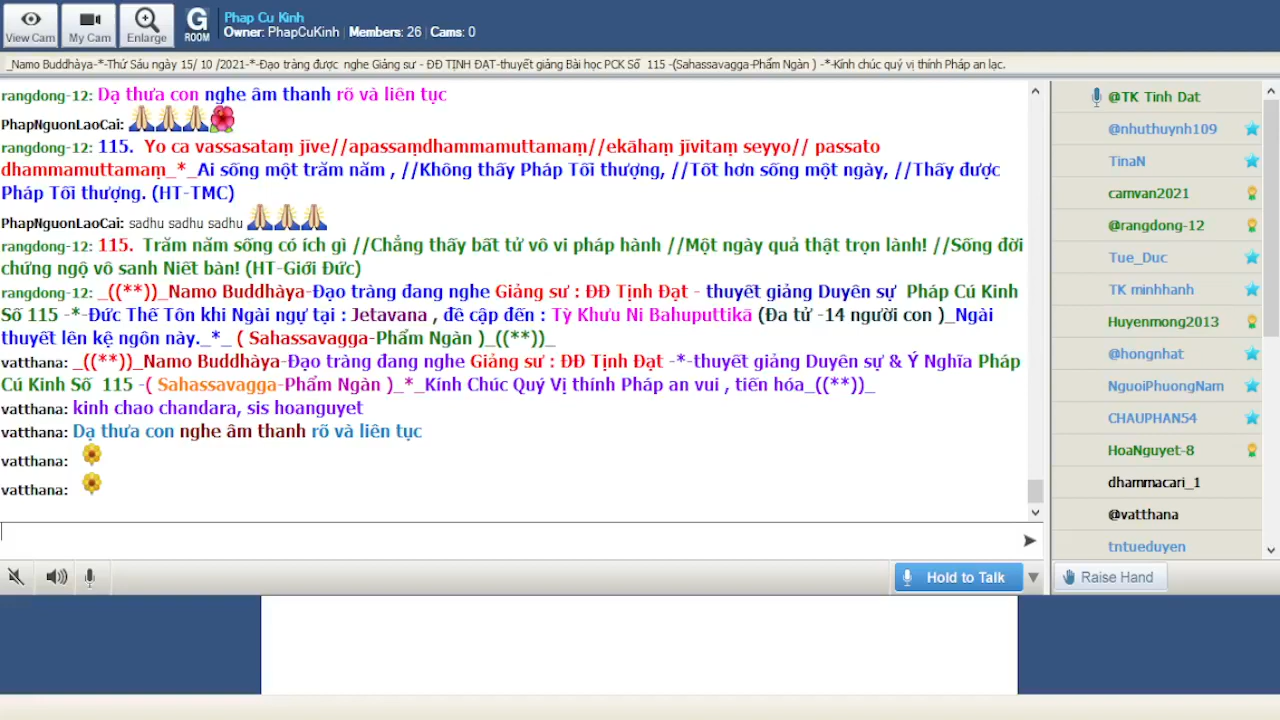 View Cam
My Cam
Enlarge
G
ROOM
Phap Cu Kinh
Owner: PhapCuKinh | Members: 26 | Cams: 0
_Namo Buddhàya-*-Thứ Sáu ngày 15/ 10 /2021-*-Đạo tràng được nghe Giảng sư - ĐĐ TỊNH ĐẠT-thuyết giảng Bài học PCK Số 115 -(Sahassavagga-Phẩm Ngàn ) -*-Kính chúc quý vị thính Pháp an lạc.
rangdong-12: Dạ thưa con nghe âm thanh rõ và liên tục
PhapNguonLaoCai:
rangdong-12: 115. Yo ca vassasataṃ jīve//apassaṃdhammamuttamaṃ//ekāhaṃ jīvitaṃ seyyo// passato
dhammamuttamaṃ_*_Ai sống một trăm năm , //Không thấy Pháp Tối thượng, //Tốt hơn sống một ngày, //Thấy được
Pháp Tối thượng. (HT-TMC)
PhapNguonLaoCai: sadhu sadhu sadhu
rangdong-12: 115. Trăm năm sống có ích gì //Chẳng thấy bất tử vô vi pháp hành //Một ngày quả thật trọn lành! //Sống đời
chứng ngộ vô sanh Niết bàn! (HT-Giới Đức)
rangdong-12: _((**))_Namo Buddhàya-Đạo tràng đang nghe Giảng sư : ĐĐ Tịnh Đạt - thuyết giảng Duyên sự Pháp Cú Kinh
Số 115 -*-Đức Thế Tôn khi Ngài ngự tại : Jetavana , đề cập đến : Tỳ Khưu Ni Bahuputtikā (Đa tử -14 người con )_Ngài
thuyết lên kệ ngôn này._*_ ( Sahassavagga-Phẩm Ngàn )_((**))_
vatthana: _((**))_Namo Buddhàya-Đạo tràng đang nghe Giảng sư : ĐĐ Tịnh Đạt -*-thuyết giảng Duyên sự & Ý Nghĩa Pháp
Cú Kinh Số 115 -( Sahassavagga-Phẩm Ngàn )_*_Kính Chúc Quý Vị thính Pháp an vui , tiến hóa_((**))_
vatthana: kinh chao chandara, sis hoanguyet
vatthana: Dạ thưa con nghe âm thanh rõ và liên tục
vatthana:
vatthana:
Hold to Talk
@TK Tinh Dat
@nhuthuynh109
TinaN
camvan2021
@rangdong-12
Tue_Duc
TK minhhanh
Huyenmong2013
@hongnhat
NguoiPhuongNam
CHAUPHAN54
HoaNguyet-8
dhammacari_1
@vatthana
tntueduyen
Raise Hand